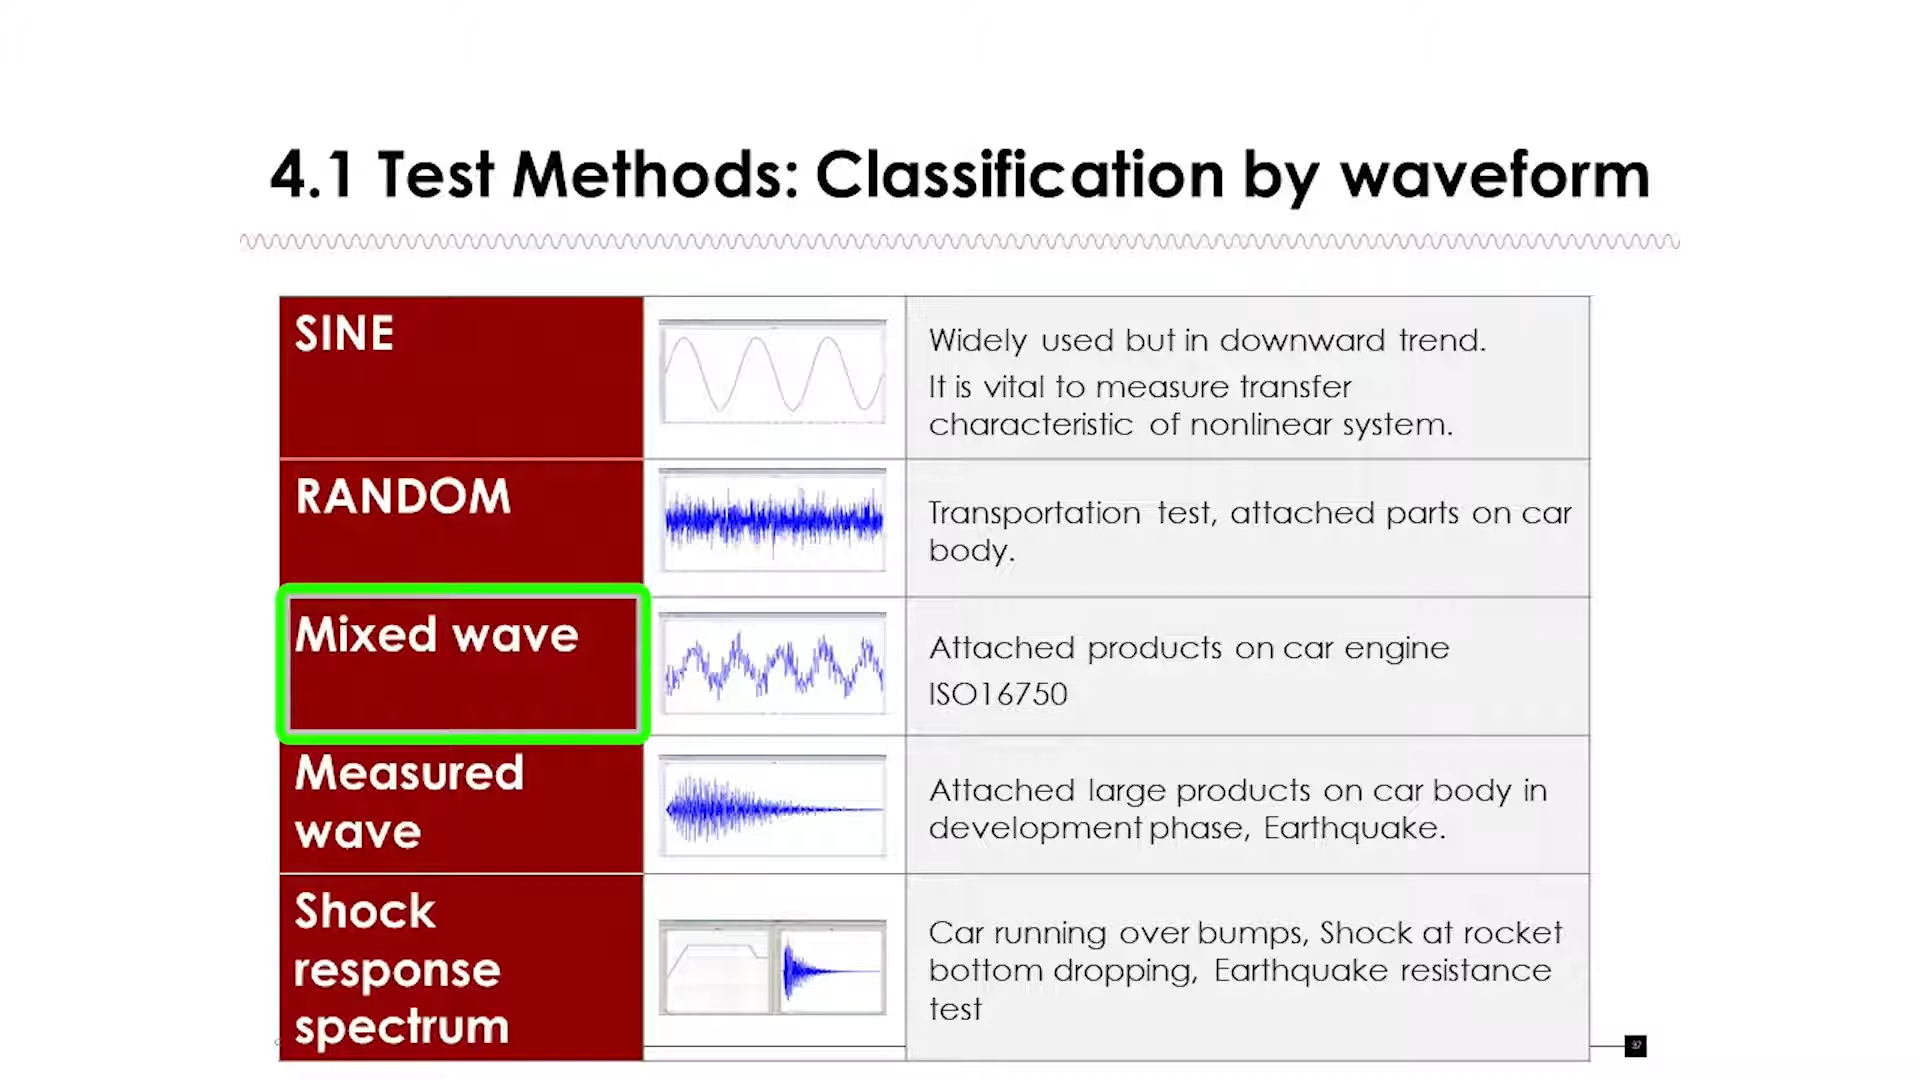 4.1 Test Methods: Classification by waveform
SINE
Widely used but in downward trend.
It is vital to measure transfer
characteristic of nonlinear system.
RANDOM
Transportation test, attached parts on car
body.
Mixed wave
Attached products on car engine
ISO16750
Measured
wave
Attached large products on car body in
development phase, Earthquake.
Shock
response
spectrum
Car running over bumps, Shock at rocket
bottom dropping, Earthquake resistance
test